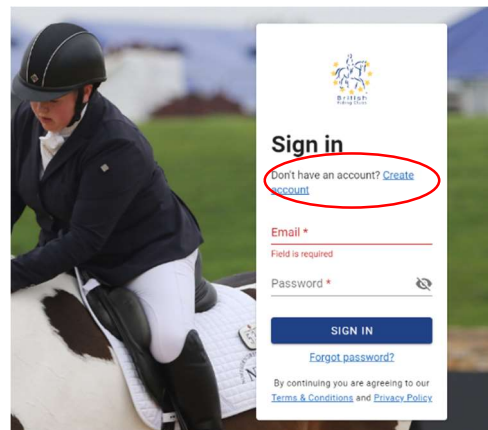 British
Riding Clubs
Sign in
Don't have an account? Create
account
Email *
Field is required
Password *
SIGN IN
Forgot password?
By continuing you are agreeing to our
Terms & Conditions and Privacy Policy